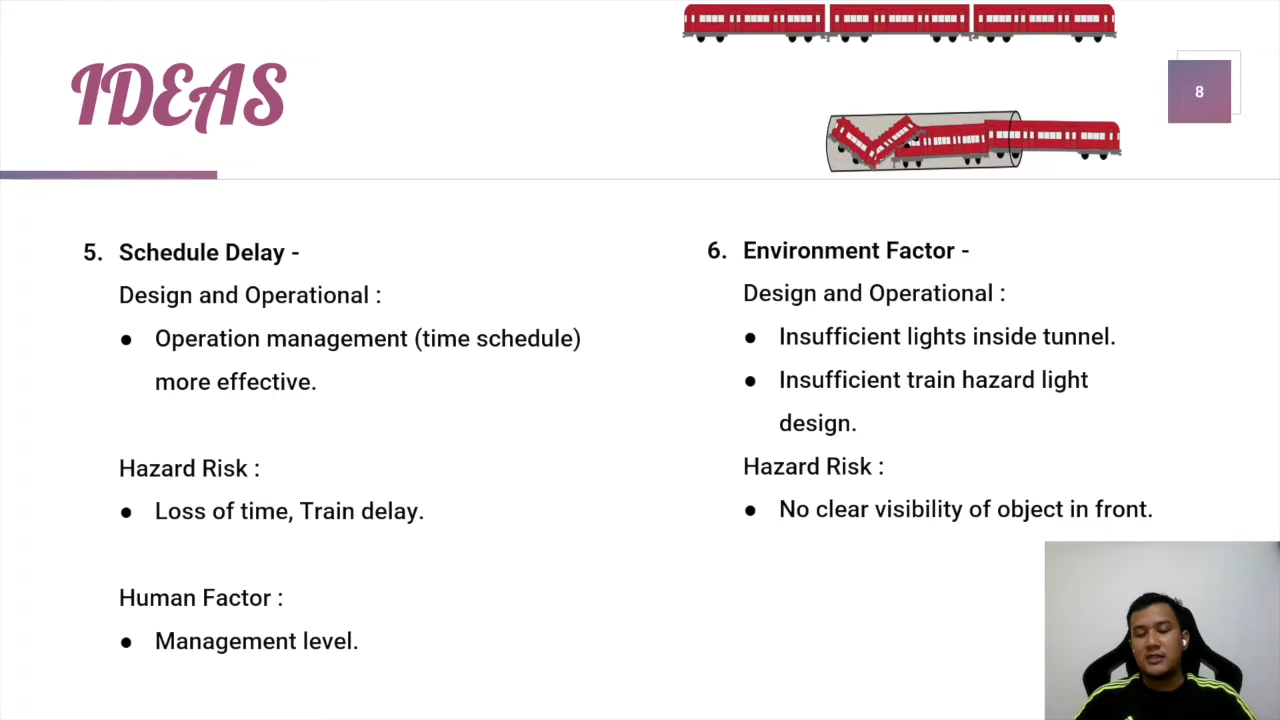 IDEAS
8
5. Schedule Delay -
Design and Operational :
● Operation management (time schedule)
more effective.
Hazard Risk :
● Loss of time, Train delay.
Human Factor :
● Management level.
6. Environment Factor -
Design and Operational :
● Insufficient lights inside tunnel.
● Insufficient train hazard light
design.
Hazard Risk :
● No clear visibility of object in front.